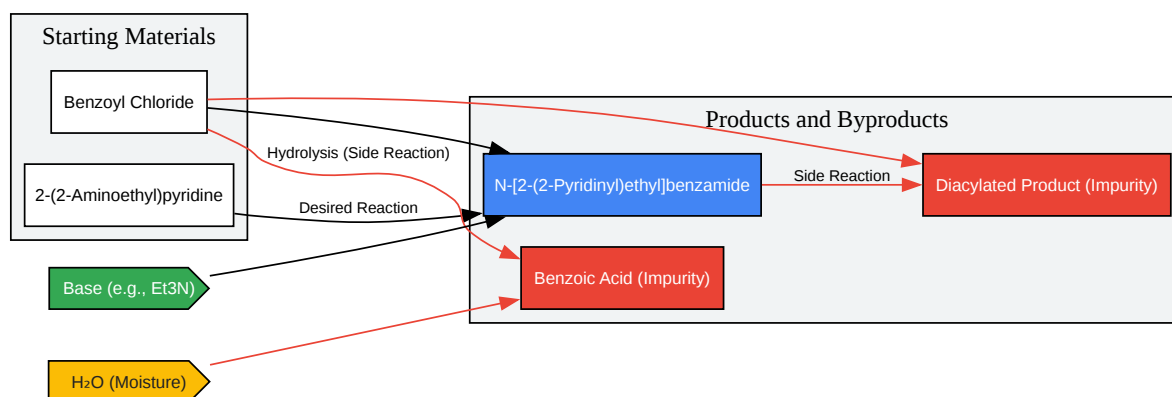 Starting Materials
Benzoyl Chloride
2-(2-Aminoethyl)pyridine
Base (e.g., Et3N)
H₂O (Moisture)
Hydrolysis (Side Reaction)
Desired Reaction
Products and Byproducts
N-[2-(2-Pyridinyl)ethyl]benzamide
Side Reaction
Diacylated Product (Impurity)
Benzoic Acid (Impurity)